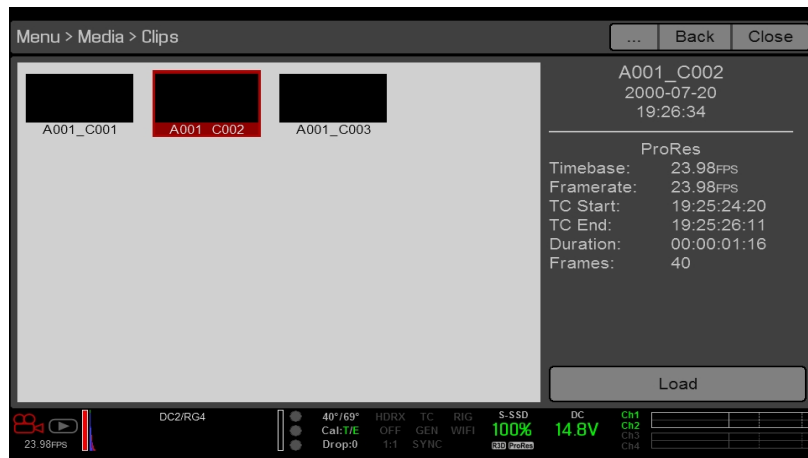 Menu > Media > Clips
... Back Close
A001_C001 A001_C002 A001_C003
A001_C002
2000-07-20
19:26:34
ProRes
Timebase: 23.98FPS
Framerate: 23.98FPS
TC Start: 19:25:24:20
TC End: 19:25:26:11
Duration: 00:00:01:16
Frames: 40
Load
23.98FPS
DC2/RG4
40°/69° HDRX TC RIG
Cal:T/E OFF GEN WIFI
Drop:0 1:1 SYNC
S-SSD
100%
R3D ProRes
DC
14.8V
Ch1
Ch2
Ch3
Ch4